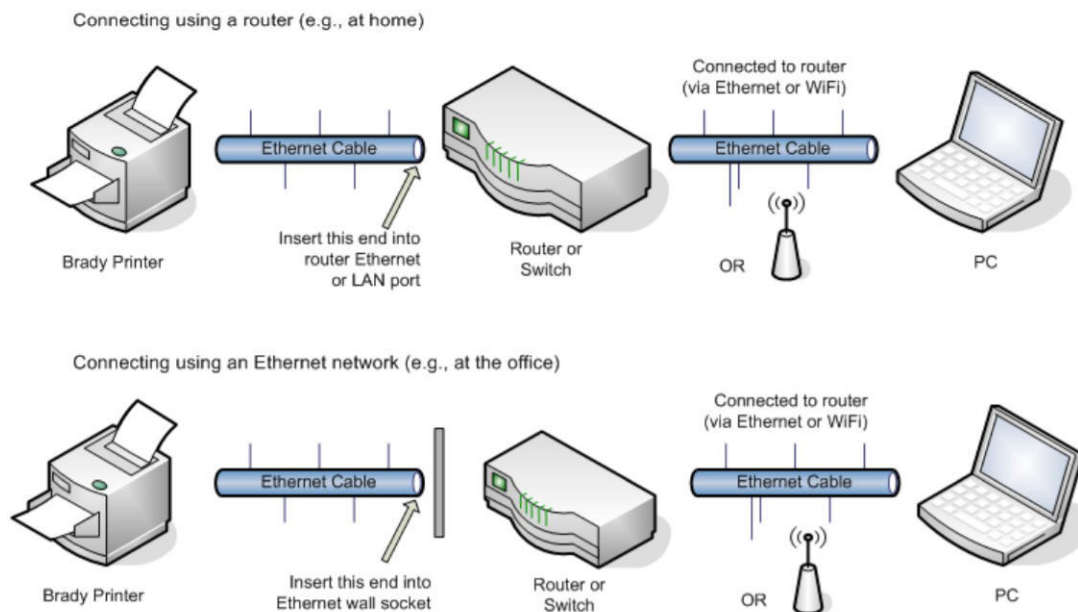 Connecting using a router (e.g., at home)
Connected to router
(via Ethernet or WiFi)
Ethernet Cable
Ethernet Cable
Insert this end into
router Ethernet
or LAN port
Brady Printer
Router or
Switch
OR
PC
Connecting using an Ethernet network (e.g., at the office)
Connected to router
(via Ethernet or WiFi)
Ethernet Cable
Ethernet Cable
Insert this end into
Ethernet wall socket
Brady Printer
Router or
Switch
OR
PC